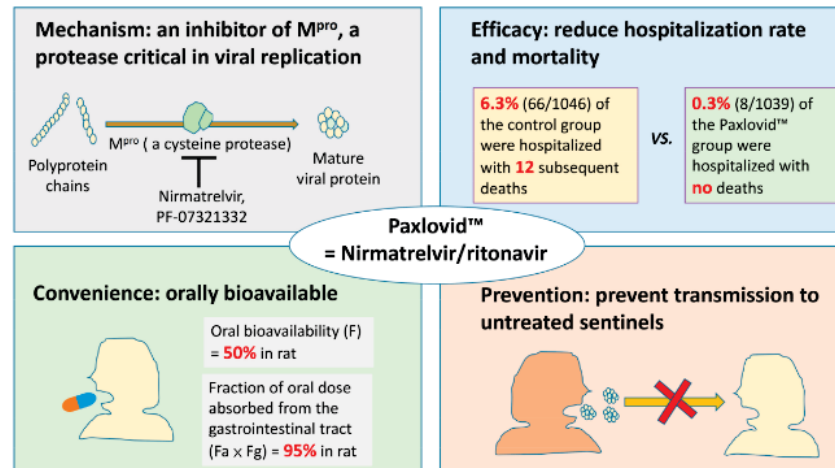 Mechanism: an inhibitor of Mᵖʳᵒ, a
protease critical in viral replication
Polyprotein
chains
Mᵖʳᵒ ( a cysteine protease)
Mature
viral protein
Nirmatrelvir,
PF-07321332
Efficacy: reduce hospitalization rate
and mortality
6.3% (66/1046) of
the control group
were hospitalized
with 12 subsequent
deaths
VS.
0.3% (8/1039) of
the Paxlovid™
group were
hospitalized with
no deaths
Paxlovid™
= Nirmatrelvir/ritonavir
Convenience: orally bioavailable
Oral bioavailability (F)
= 50% in rat
Fraction of oral dose
absorbed from the
gastrointestinal tract
(Fa x Fg) = 95% in rat
Prevention: prevent transmission to
untreated sentinels